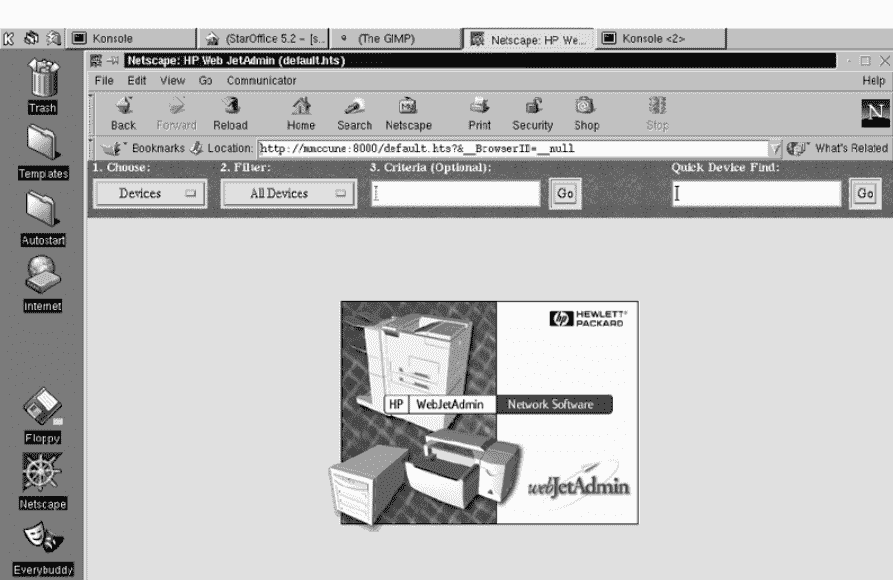 Konsole
(StarOffice 5.2 - [s..
(The GIMP)
Netscape: HP We...
Konsole <2>
Netscape: HP Web JetAdmin (default.hts)
File Edit View Go Communicator Help
Back Forward Reload Home Search Netscape Print Security Shop Stop
N
Bookmarks Location: http://mmccune:8000/default.hts?&__BrowserID=__null What's Related
1. Choose: 2. Filter: 3. Criteria (Optional): Quick Device Find:
Devices All Devices Go Go
Trash
Templates
Autostart
Internet
Floppy
Netscape
Everybuddy
hp HEWLETT®
PACKARD
HP WebJetAdmin Network Software
webJetAdmin